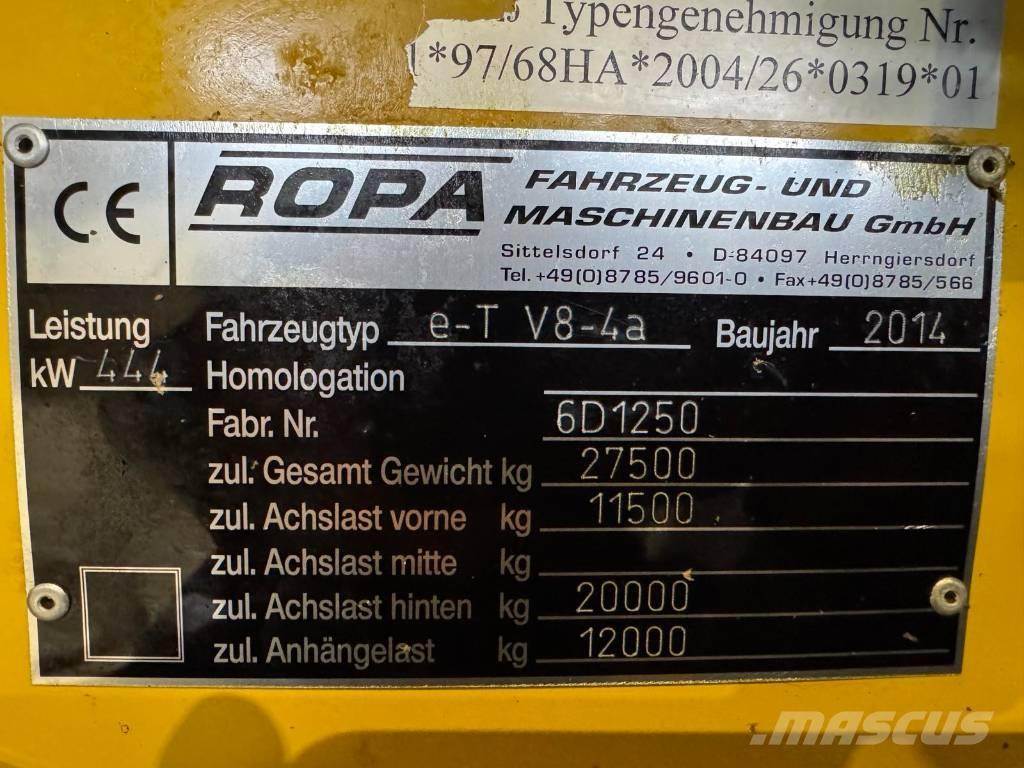 Typengenehmigung Nr.
*97/68HA*2004/26*0319*01
CE
ROPA
FAHRZEUG- UND
MASCHINENBAU GmbH
Sittelsdorf 24 • D-84097 Herrngiersdorf
Tel. +49(0)8785/9601-0 • Fax+49(0)8785/566
Leistung
kW 444
Fahrzeugtyp e-T V8-4a Baujahr 2014
Homologation
Fabr. Nr. 6D1250
zul. Gesamt Gewicht kg 27500
zul. Achslast vorne kg 11500
zul. Achslast mitte kg
zul. Achslast hinten kg 20000
zul. Anhängelast kg 12000
MASCUS